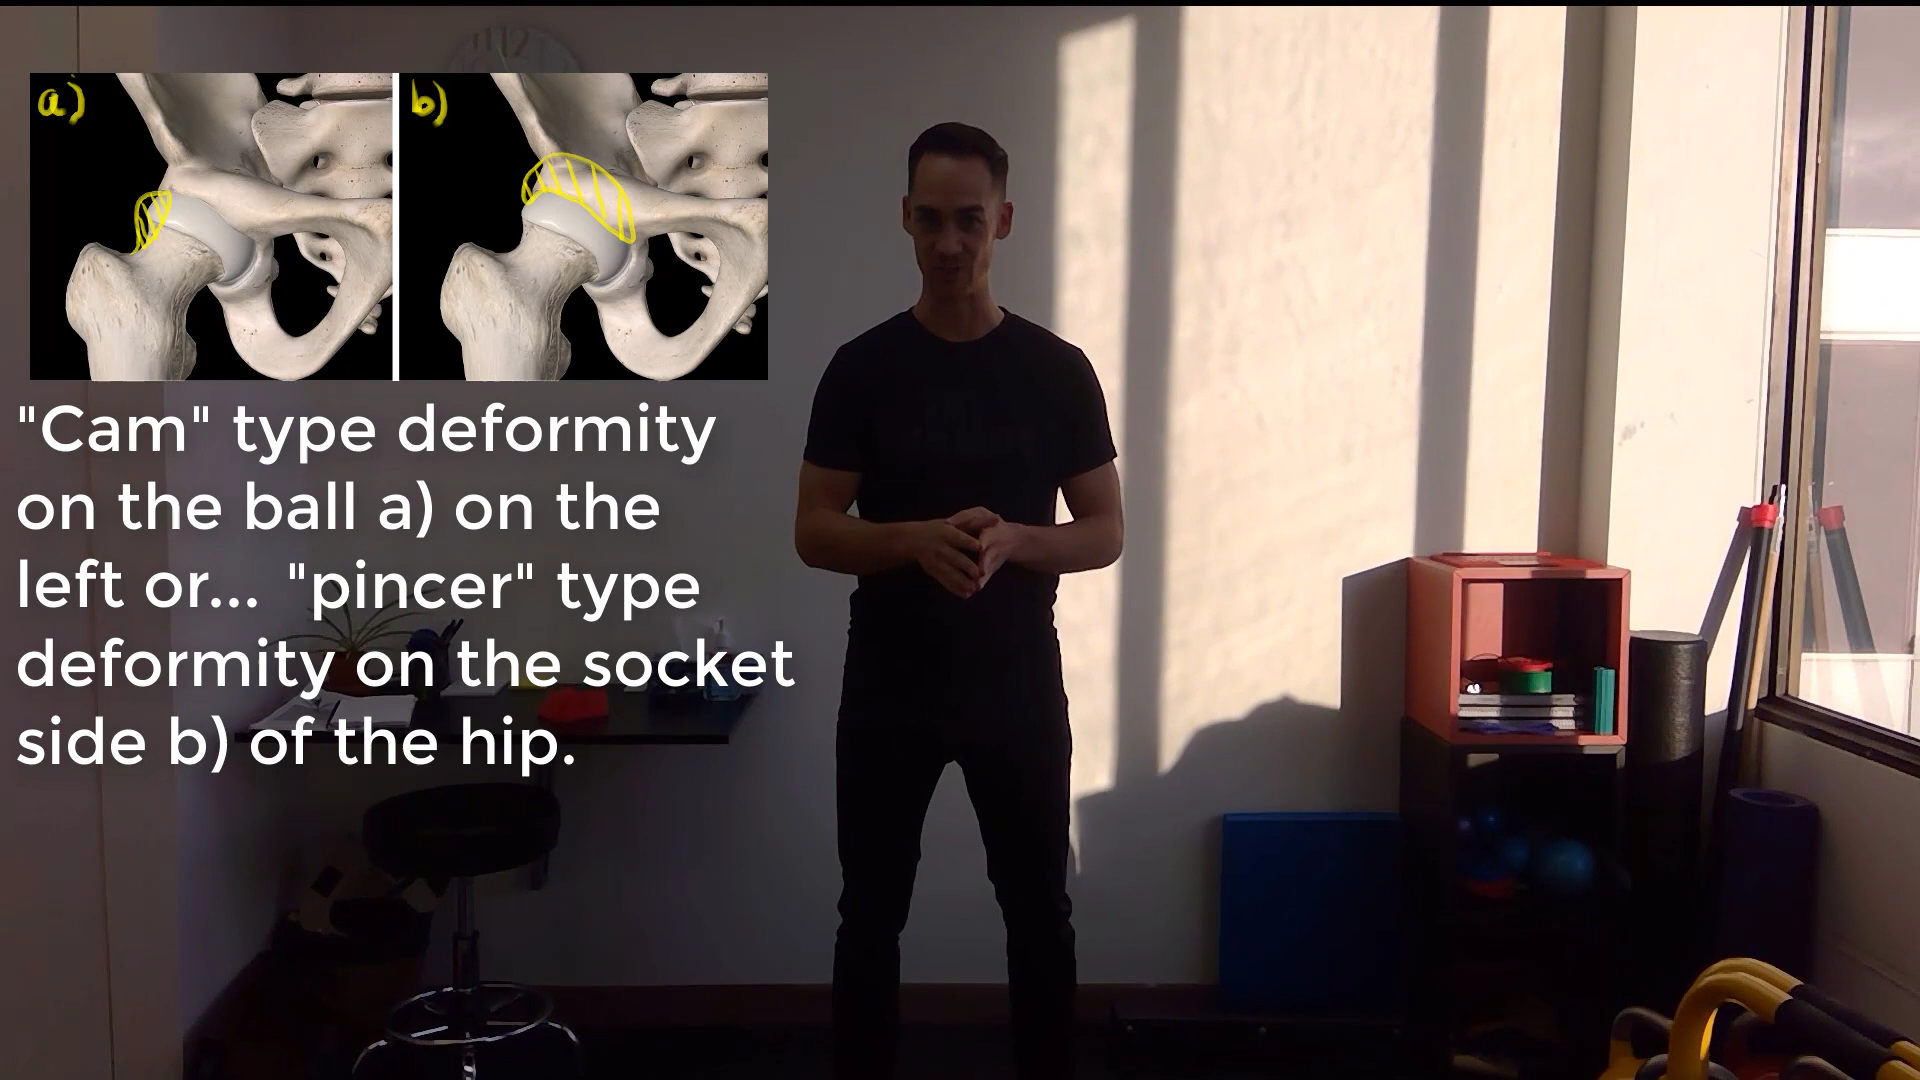 a)
b)
"Cam" type deformity
on the ball a) on the
left or... "pincer" type
deformity on the socket
side b) of the hip.